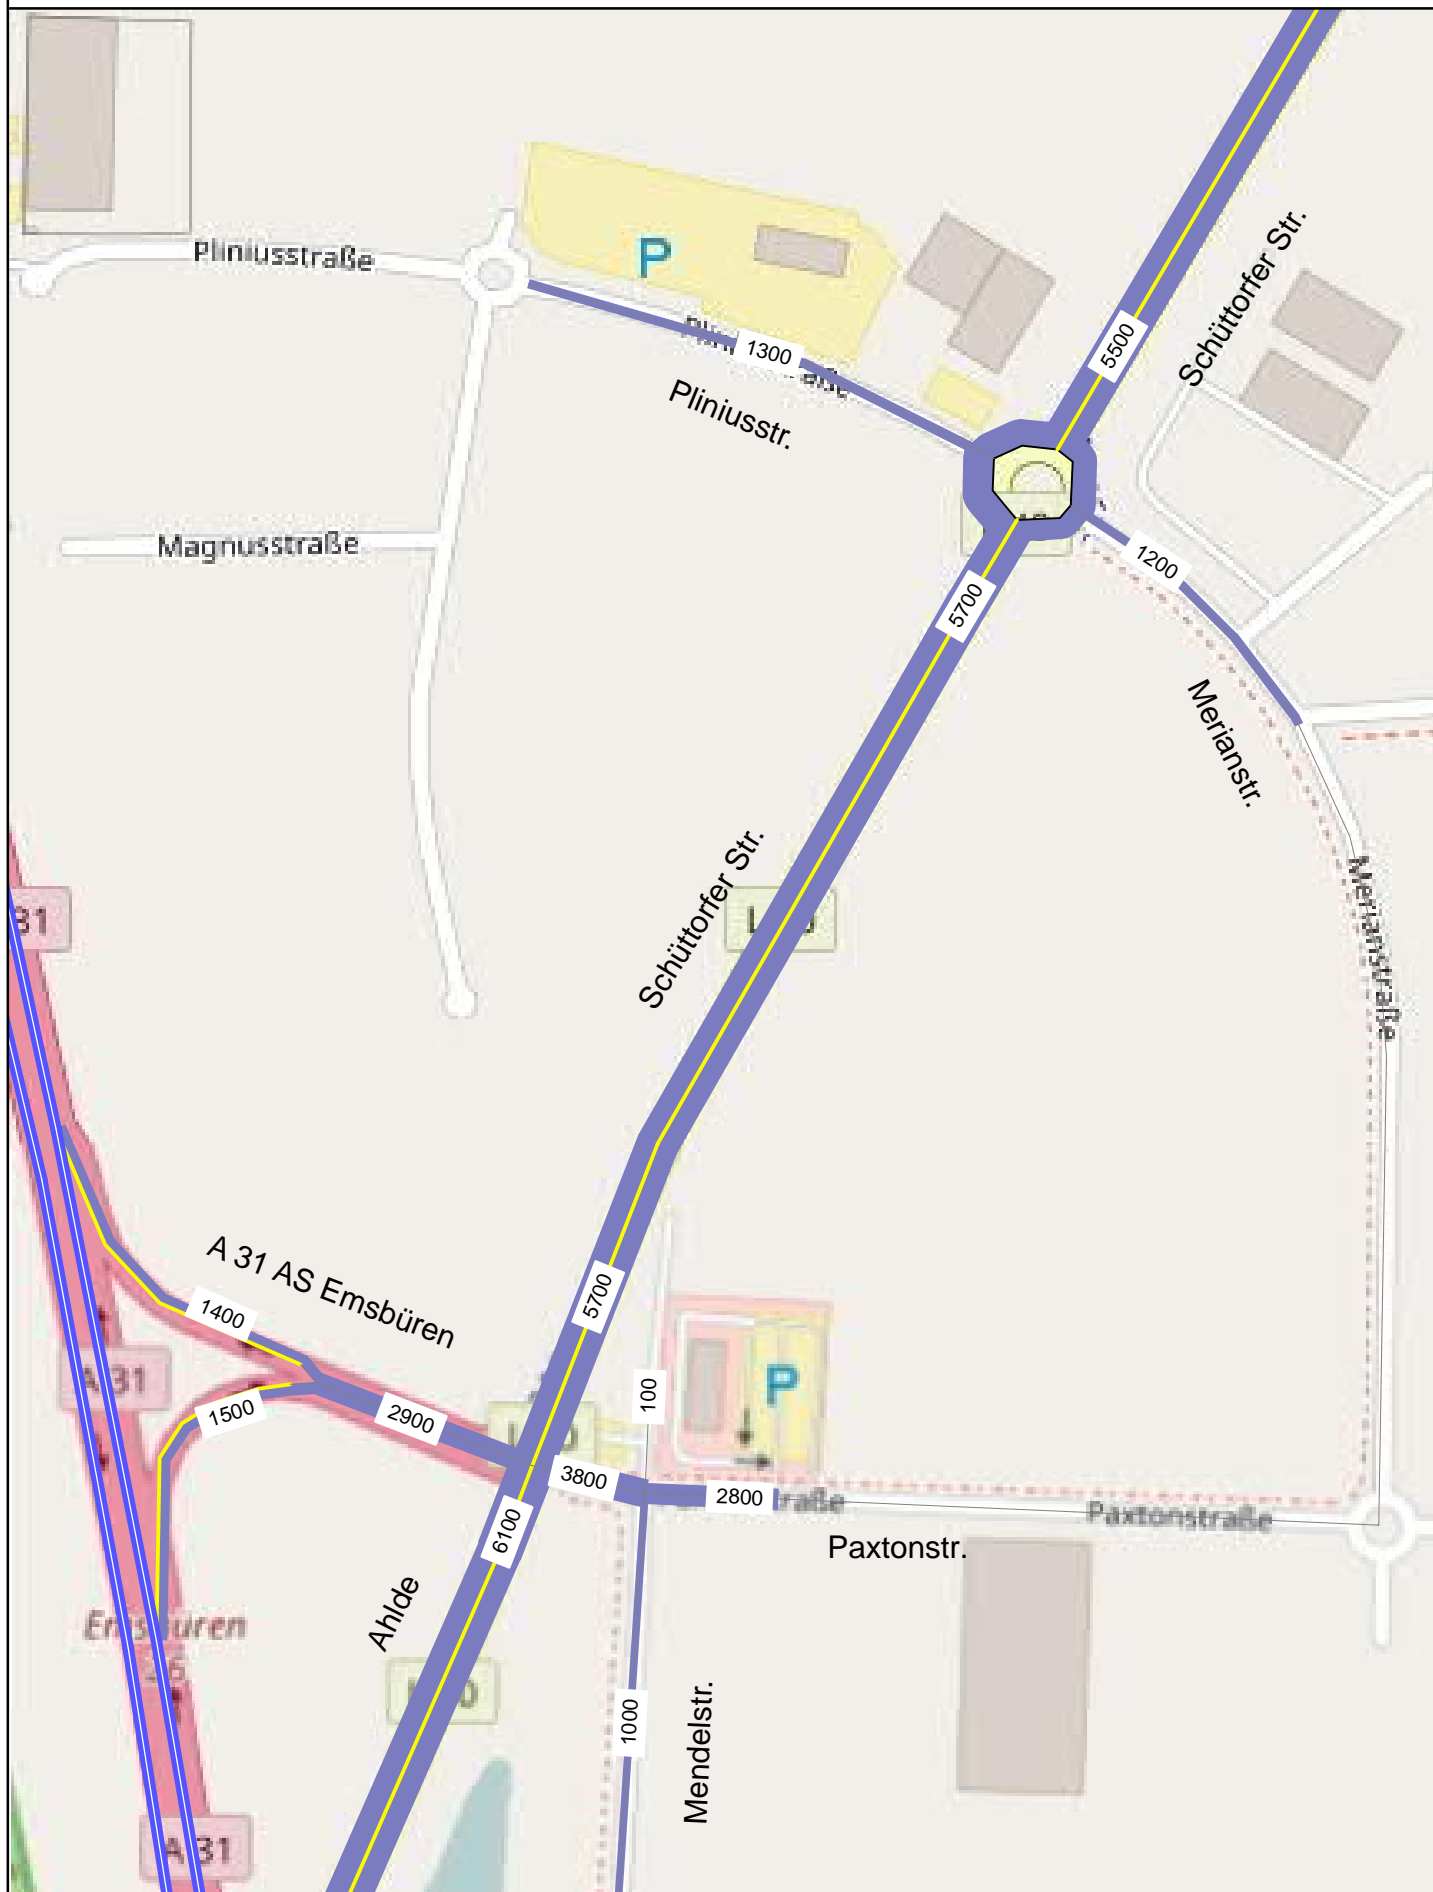 Schüttorfer Str.
Pliniusstraße
P
5500
1300
Pliniusstr.
Magnusstraße
1200
5700
Merianstr.
Schüttorfer Str.
Merianstraße
31
A 31 AS Emsbüren
5700
1400
A 31
P
100
1500
2900
3800
2800
raße
Paxtonstraße
6100
Paxtonstr.
Ahlde
1000
Mendelstr.
A 31